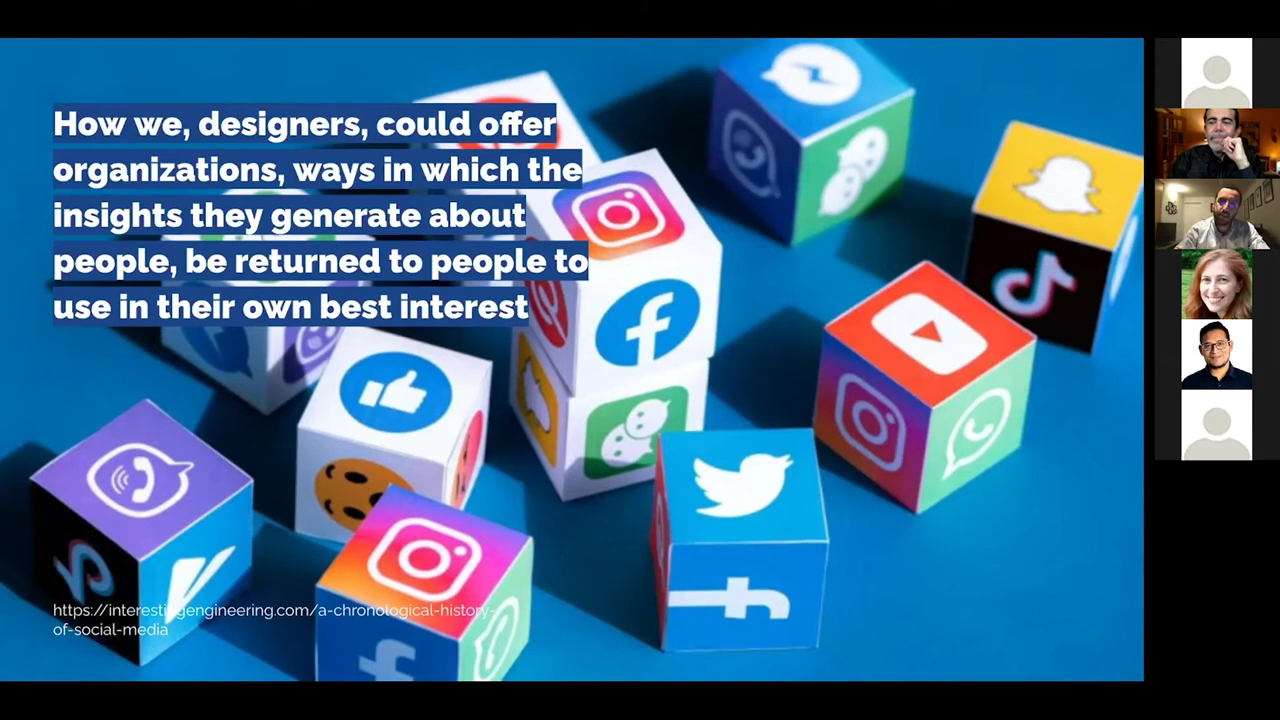 How we, designers, could offer
organizations, ways in which the
insights they generate about
people, be returned to people to
use in their own best interest
https://interestingengineering.com/a-chronological-history-
of-social-media